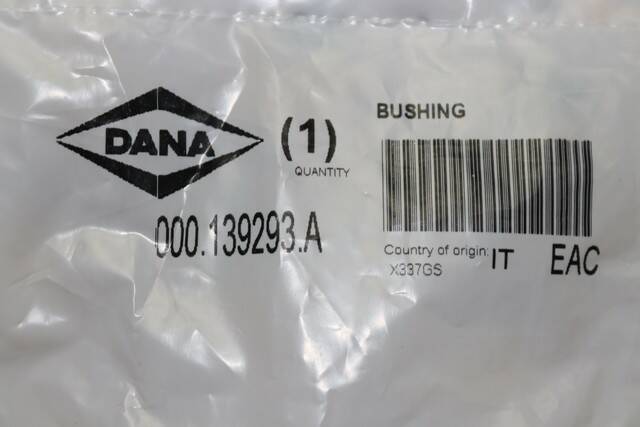 DANA
(1)
QUANTITY
000.139293.A
BUSHING
Country of origin: IT
X337GS
EAC